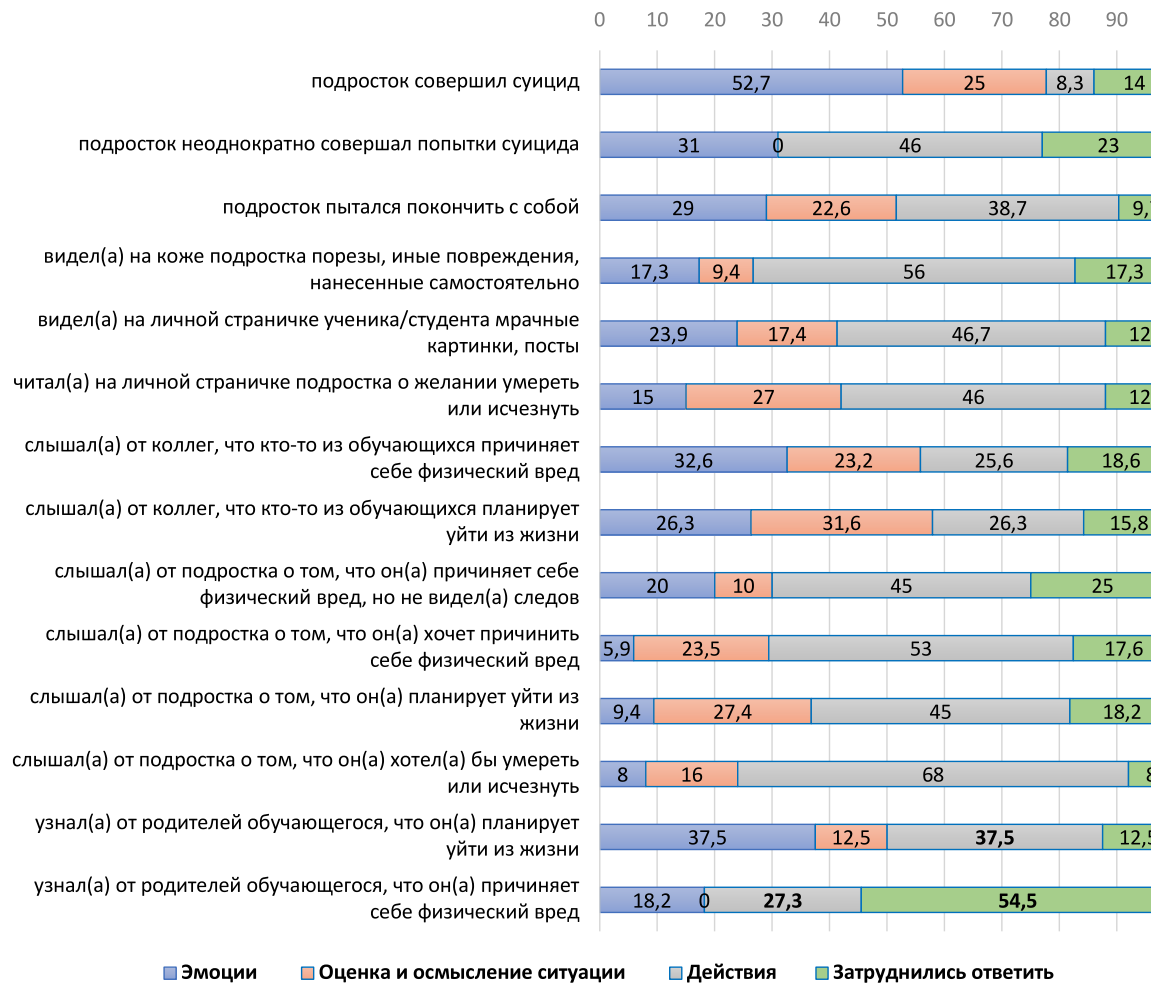 0 10 20 30 40 50 60 70 80 90
подросток совершил суицид
52,7 25 8,3 14
подросток неоднократно совершал попытки суицида
31 0 46 23
подросток пытался покончить с собой
29 22,6 38,7 9,
видел(а) на коже подростка порезы, иные повреждения,
нанесенные самостоятельно
17,3 9,4 56 17,3
видел(а) на личной страничке ученика/студента мрачные
картинки, посты
23,9 17,4 46,7 12
читал(а) на личной страничке подростка о желании умереть
или исчезнуть
15 27 46 12
слышал(а) от коллег, что кто-то из обучающихся причиняет
себе физический вред
32,6 23,2 25,6 18,6
слышал(а) от коллег, что кто-то из обучающихся планирует
уйти из жизни
26,3 31,6 26,3 15,8
слышал(а) от подростка о том, что он(а) причиняет себе
физический вред, но не видел(а) следов
20 10 45 25
слышал(а) от подростка о том, что он(а) хочет причинить
себе физический вред
5,9 23,5 53 17,6
слышал(а) от подростка о том, что он(а) планирует уйти из
жизни
9,4 27,4 45 18,2
слышал(а) от подростка о том, что он(а) хотел(а) бы умереть
или исчезнуть
8 16 68 8
узнал(а) от родителей обучающегося, что он(а) планирует
уйти из жизни
37,5 12,5 37,5 12,5
узнал(а) от родителей обучающегося, что он(а) причиняет
себе физический вред
18,2 0 27,3 54,5
Эмоции Оценка и осмысление ситуации Действия Затруднились ответить